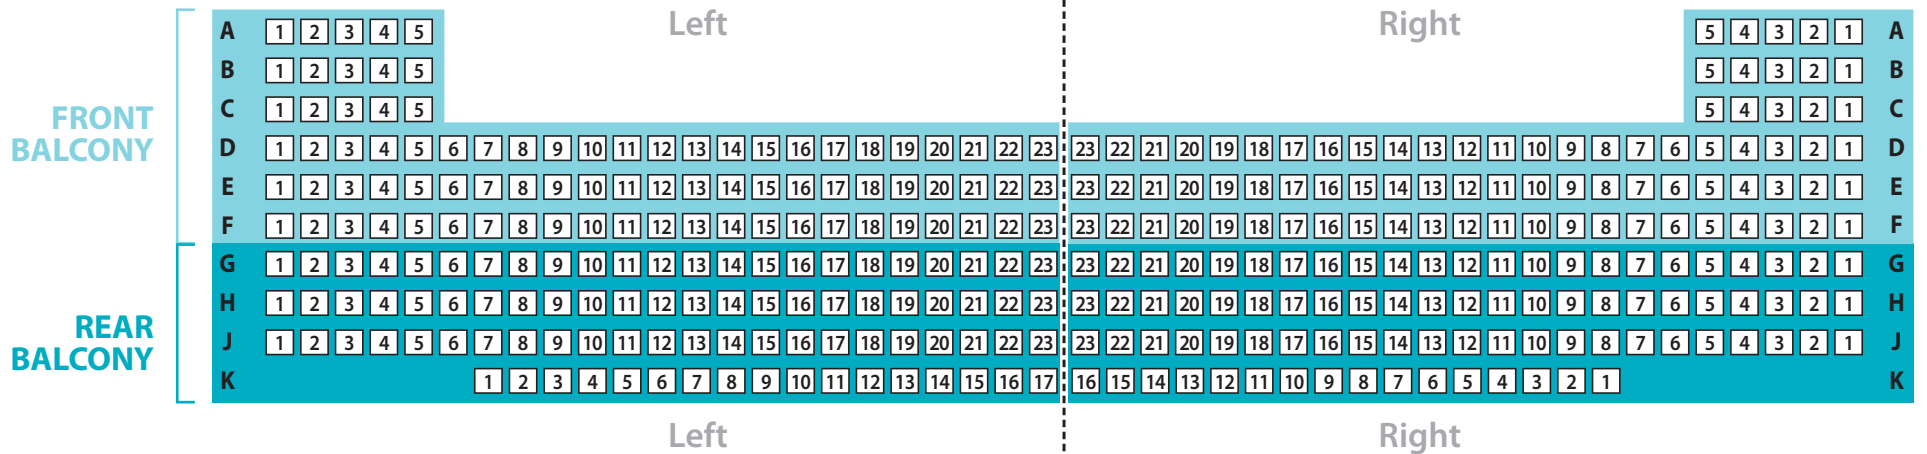 Left Right
A 1 2 3 4 5 5 4 3 2 1 A
B 1 2 3 4 5 5 4 3 2 1 B
FRONT
BALCONY
C 1 2 3 4 5 5 4 3 2 1 C
D 1 2 3 4 5 6 7 8 9 10 11 12 13 14 15 16 17 18 19 20 21 22 23 23 22 21 20 19 18 17 16 15 14 13 12 11 10 9 8 7 6 5 4 3 2 1 D
E 1 2 3 4 5 6 7 8 9 10 11 12 13 14 15 16 17 18 19 20 21 22 23 23 22 21 20 19 18 17 16 15 14 13 12 11 10 9 8 7 6 5 4 3 2 1 E
F 1 2 3 4 5 6 7 8 9 10 11 12 13 14 15 16 17 18 19 20 21 22 23 23 22 21 20 19 18 17 16 15 14 13 12 11 10 9 8 7 6 5 4 3 2 1 F
G 1 2 3 4 5 6 7 8 9 10 11 12 13 14 15 16 17 18 19 20 21 22 23 23 22 21 20 19 18 17 16 15 14 13 12 11 10 9 8 7 6 5 4 3 2 1 G
H 1 2 3 4 5 6 7 8 9 10 11 12 13 14 15 16 17 18 19 20 21 22 23 23 22 21 20 19 18 17 16 15 14 13 12 11 10 9 8 7 6 5 4 3 2 1 H
REAR
BALCONY
J 1 2 3 4 5 6 7 8 9 10 11 12 13 14 15 16 17 18 19 20 21 22 23 23 22 21 20 19 18 17 16 15 14 13 12 11 10 9 8 7 6 5 4 3 2 1 J
K 1 2 3 4 5 6 7 8 9 10 11 12 13 14 15 16 17 16 15 14 13 12 11 10 9 8 7 6 5 4 3 2 1 K
Left Right